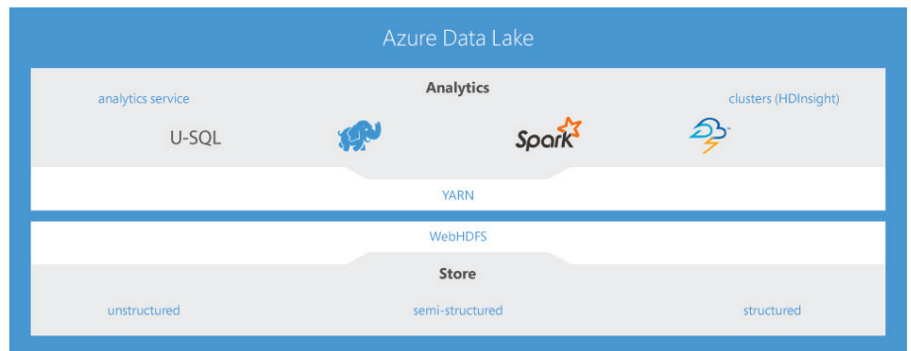 Azure Data Lake
Analytics
analytics service
clusters (HDInsight)
U-SQL
Spark
YARN
WebHDFS
Store
unstructured
semi-structured
structured